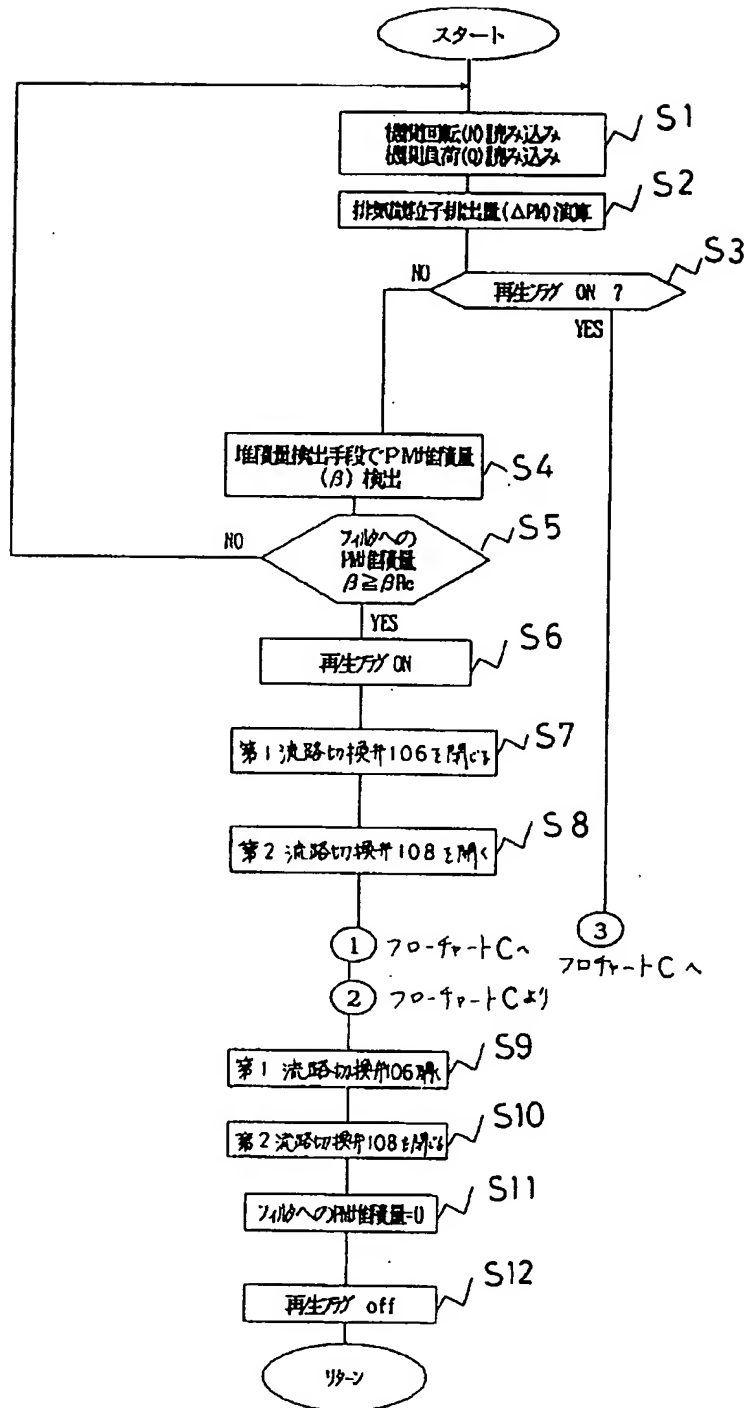 スタート
機関回転(N)読み込み
機関負荷(Q)読み込み
S1
排気微粒子排出量(ΔPM)演算
S2
再生フラグ ON ?
S3
NO
YES
堆積量検出手段でPM堆積量
(β) 検出
S4
フィルタへの
PM堆積量
β≧βRe
S5
NO
YES
再生フラグ ON
S6
第1流路切換弁106を閉じる
S7
第2流路切換弁108を開く
S8
1 フローチャートCへ
3
フロチャートCへ
2 フローチャートCより
第1流路切換弁106開く
S9
第2流路切換弁108を閉じる
S10
フィルタへのPM堆積量=0
S11
再生フラグ off
S12
リターン